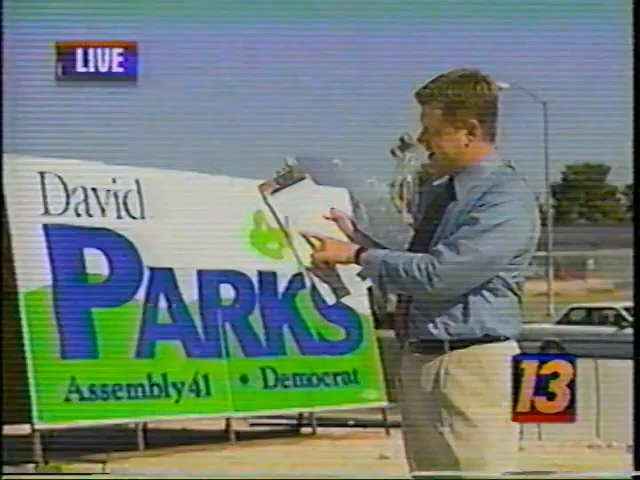 LIVE
David
PARKS
Assembly 41 • Democrat
13